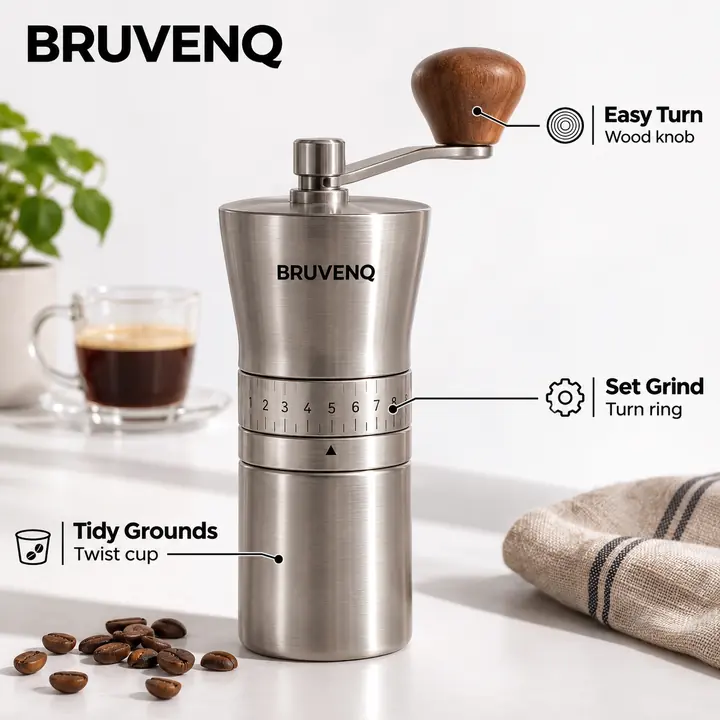 BRUVENQ
Easy Turn
Wood knob
BRUVENQ
1 2 3 4 5 6 7 8
Set Grind
Turn ring
Tidy Grounds
Twist cup